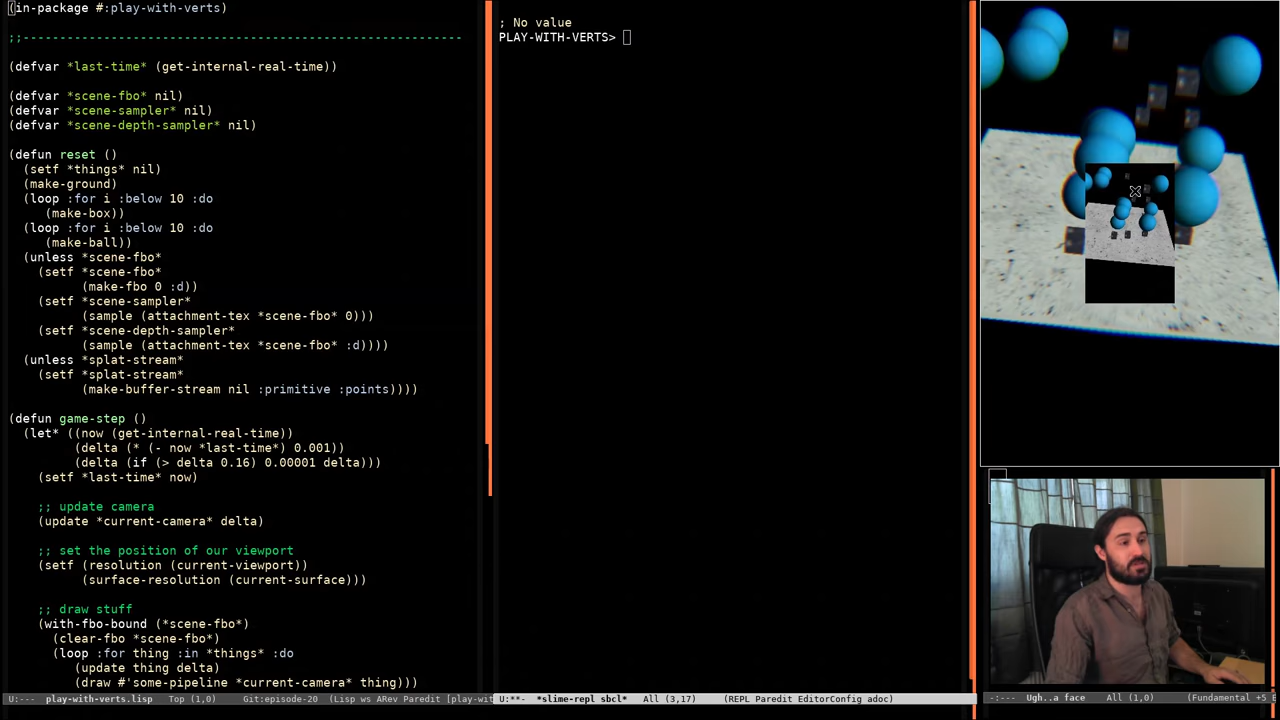 (in-package #:play-with-verts)
;;------------------------------------------------------------
(defvar *last-time* (get-internal-real-time))
(defvar *scene-fbo* nil)
(defvar *scene-sampler* nil)
(defvar *scene-depth-sampler* nil)
(defun reset ()
(setf *things* nil)
(make-ground)
(loop :for i :below 10 :do
(make-box))
(loop :for i :below 10 :do
(make-ball))
(unless *scene-fbo*
(setf *scene-fbo*
(make-fbo 0 :d))
(setf *scene-sampler*
(sample (attachment-tex *scene-fbo* 0)))
(setf *scene-depth-sampler*
(sample (attachment-tex *scene-fbo* :d))))
(unless *splat-stream*
(setf *splat-stream*
(make-buffer-stream nil :primitive :points))))
(defun game-step ()
(let* ((now (get-internal-real-time))
(delta (* (- now *last-time*) 0.001))
(delta (if (> delta 0.16) 0.00001 delta)))
(setf *last-time* now)
;; update camera
(update *current-camera* delta)
;; set the position of our viewport
(setf (resolution (current-viewport))
(surface-resolution (current-surface)))
;; draw stuff
(with-fbo-bound (*scene-fbo*)
(clear-fbo *scene-fbo*)
(loop :for thing :in *things* :do
(update thing delta)
(draw #'some-pipeline *current-camera* thing)))
U:--- play-with-verts.lisp Top (1,0) Git:episode-20 (Lisp ws ARev Paredit [play-wit
; No value
PLAY-WITH-VERTS>
U:**- *slime-repl sbcl* All (3,17) (REPL Paredit EditorConfig adoc)
-:--- Ugh..a face All (1,0) (Fundamental +5